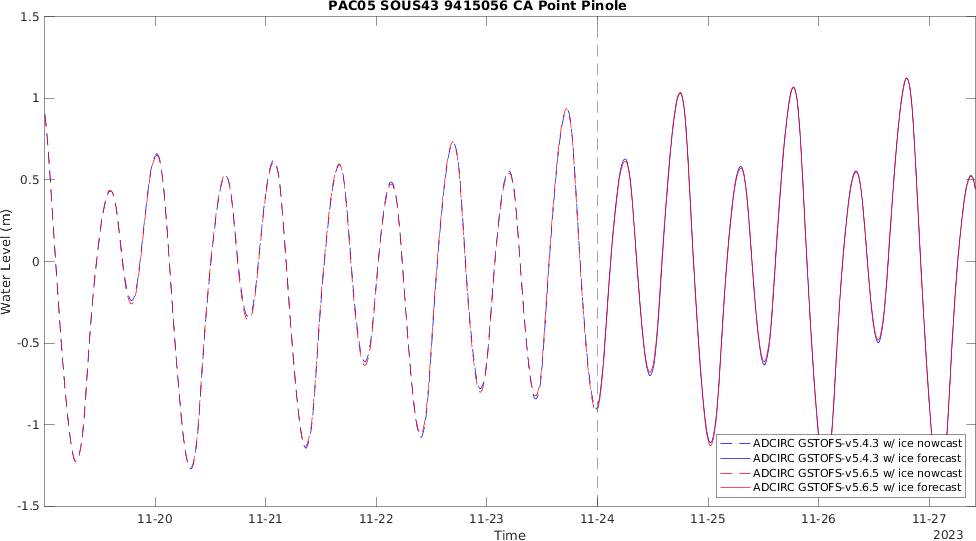 PAC05 SOUS43 9415056 CA Point Pinole
1.5
1
0.5
0
-0.5
-1
-1.5
Water Level (m)
ADCIRC GSTOFS-v5.4.3 w/ ice nowcast
ADCIRC GSTOFS-v5.4.3 w/ ice forecast
ADCIRC GSTOFS-v5.6.5 w/ ice nowcast
ADCIRC GSTOFS-v5.6.5 w/ ice forecast
11-20 11-21 11-22 11-23 11-24 11-25 11-26 11-27
Time
2023